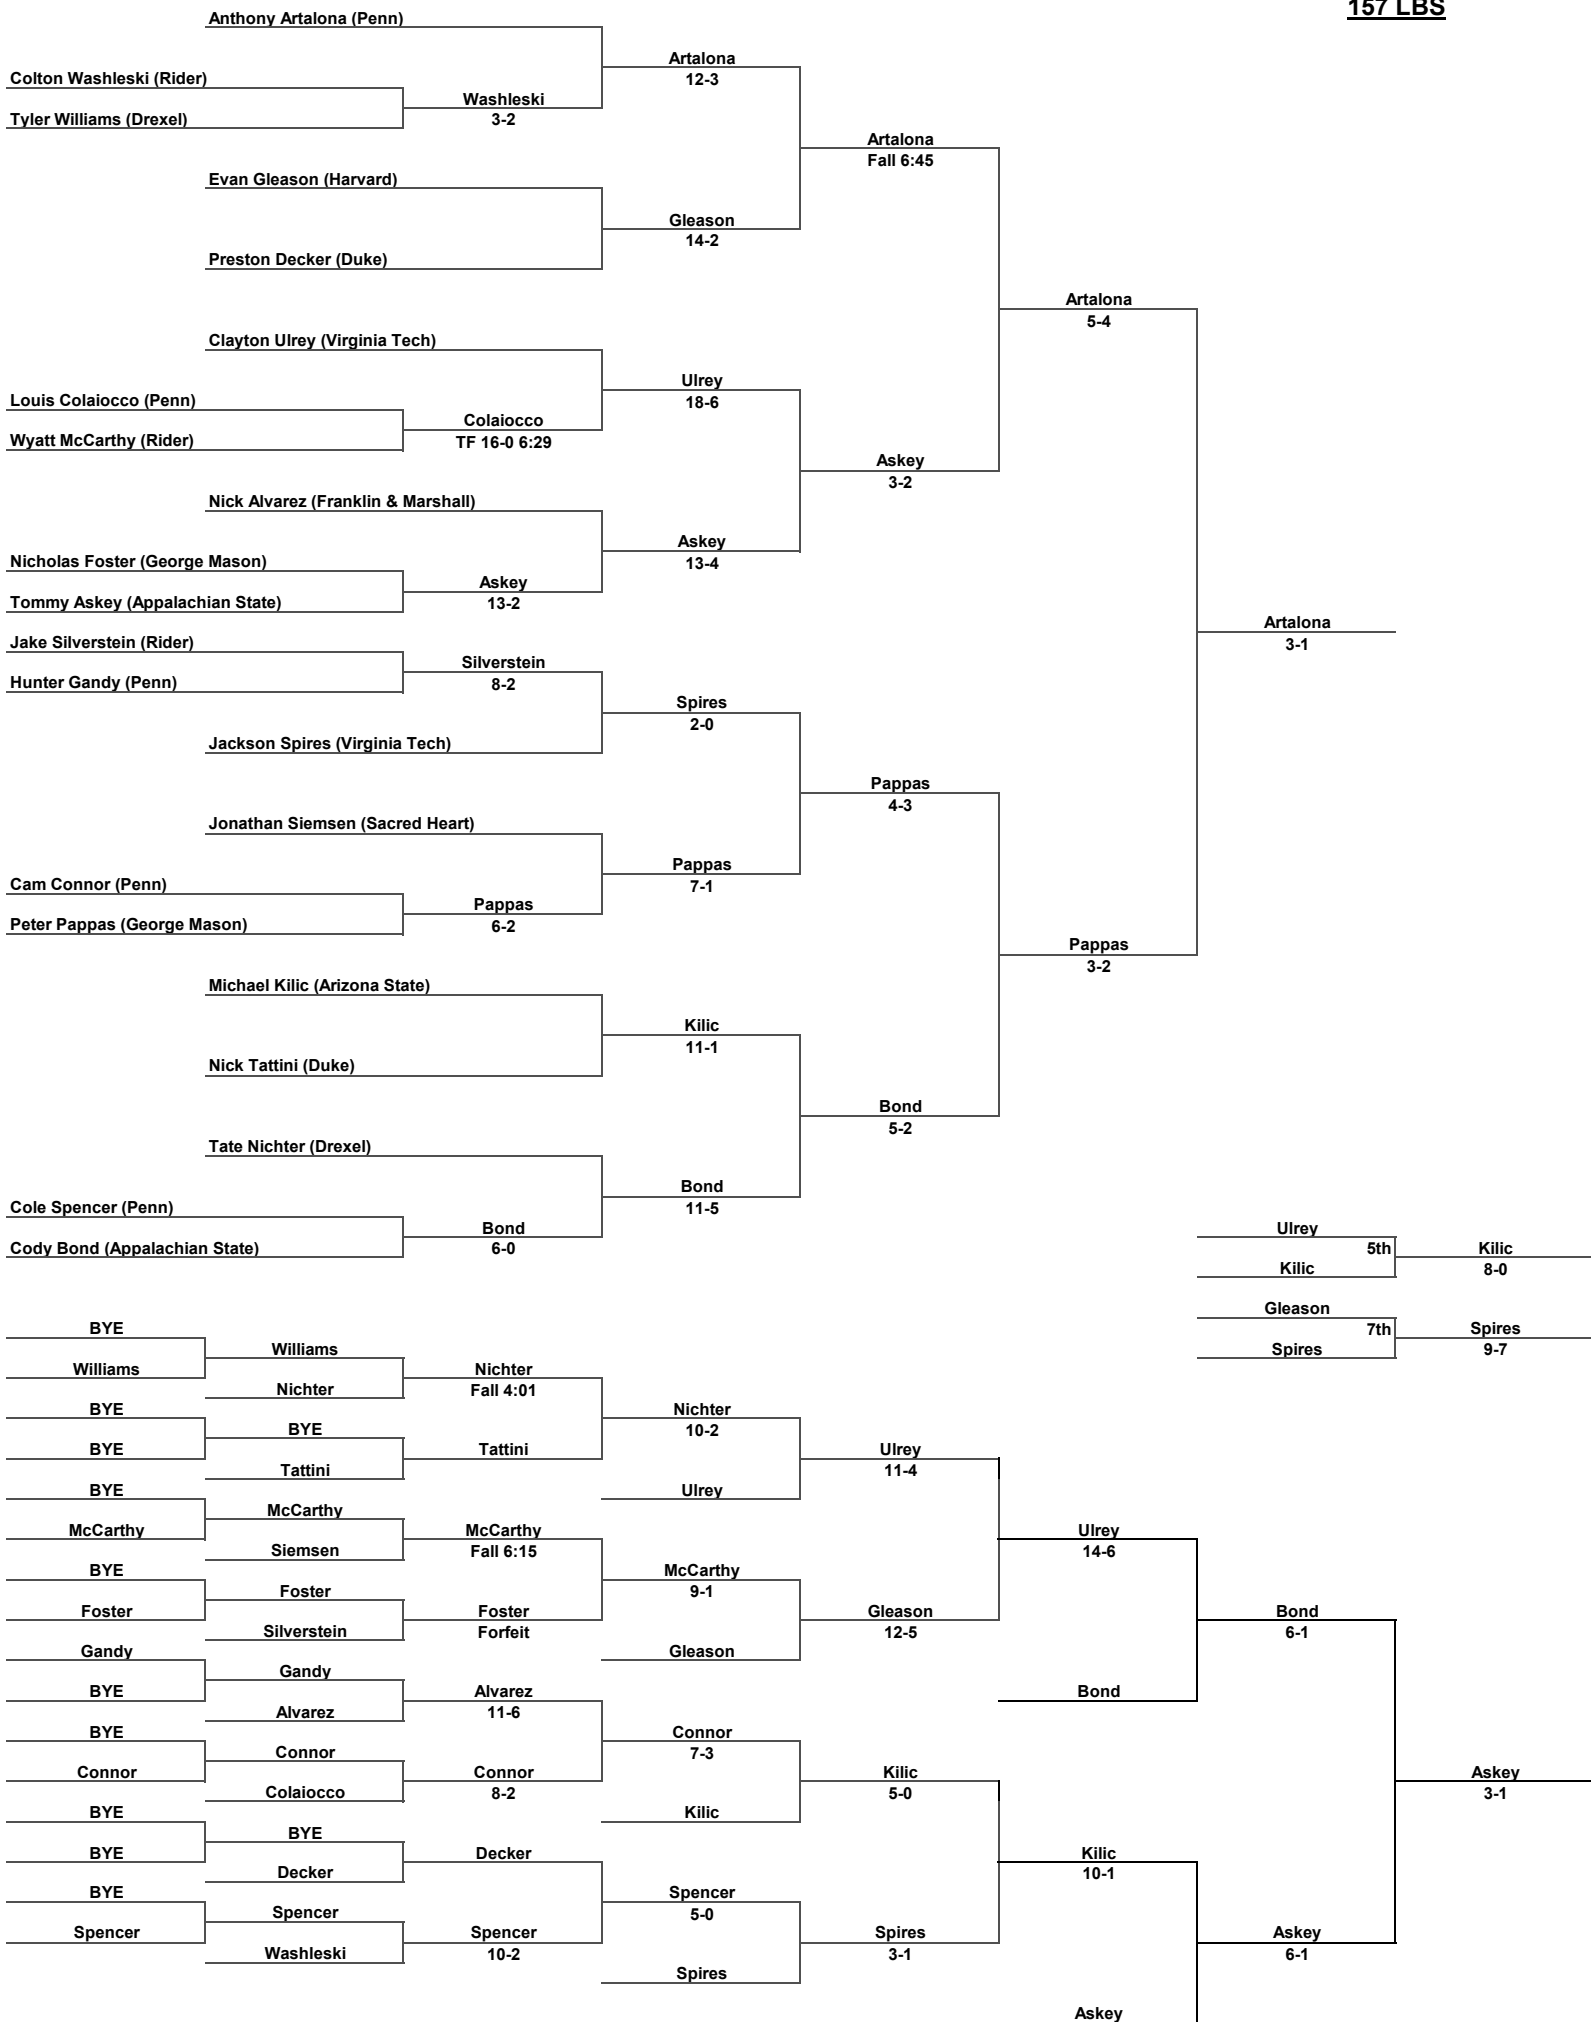 157 LBS
Anthony Artalona (Penn)
Artalona
12-3
Colton Washleski (Rider)
Washleski
3-2
Tyler Williams (Drexel)
Artalona
Fall 6:45
Evan Gleason (Harvard)
Gleason
14-2
Preston Decker (Duke)
Artalona
5-4
Clayton Ulrey (Virginia Tech)
Ulrey
18-6
Louis Colaiocco (Penn)
Colaiocco
TF 16-0 6:29
Wyatt McCarthy (Rider)
Askey
3-2
Nick Alvarez (Franklin & Marshall)
Askey
13-4
Nicholas Foster (George Mason)
Askey
13-2
Tommy Askey (Appalachian State)
Artalona
3-1
Jake Silverstein (Rider)
Silverstein
8-2
Hunter Gandy (Penn)
Spires
2-0
Jackson Spires (Virginia Tech)
Pappas
4-3
Jonathan Siemsen (Sacred Heart)
Pappas
7-1
Cam Connor (Penn)
Pappas
6-2
Peter Pappas (George Mason)
Pappas
3-2
Michael Kilic (Arizona State)
Kilic
11-1
Nick Tattini (Duke)
Bond
5-2
Tate Nichter (Drexel)
Bond
11-5
Cole Spencer (Penn)
Bond
6-0
Cody Bond (Appalachian State)
Ulrey
5th
Kilic
Kilic
8-0
Gleason
7th
Spires
Spires
9-7
BYE
Williams
Williams
Nichter
Nichter
Fall 4:01
BYE
BYE
BYE
Tattini
Tattini
Nichter
10-2
Ulrey
Ulrey
11-4
BYE
McCarthy
McCarthy
Siemsen
McCarthy
Fall 6:15
BYE
Foster
Foster
Silverstein
Foster
Forfeit
McCarthy
9-1
Gleason
Gleason
12-5
Ulrey
14-6
Bond
Bond
6-1
Gandy
BYE
Gandy
Alvarez
Alvarez
11-6
BYE
Connor
Connor
Colaiocco
Connor
8-2
Connor
7-3
Kilic
Kilic
5-0
BYE
BYE
BYE
Decker
Decker
BYE
Spencer
Spencer
Washleski
Spencer
10-2
Spencer
5-0
Spires
Spires
3-1
Kilic
10-1
Askey
Askey
6-1
Askey
3-1